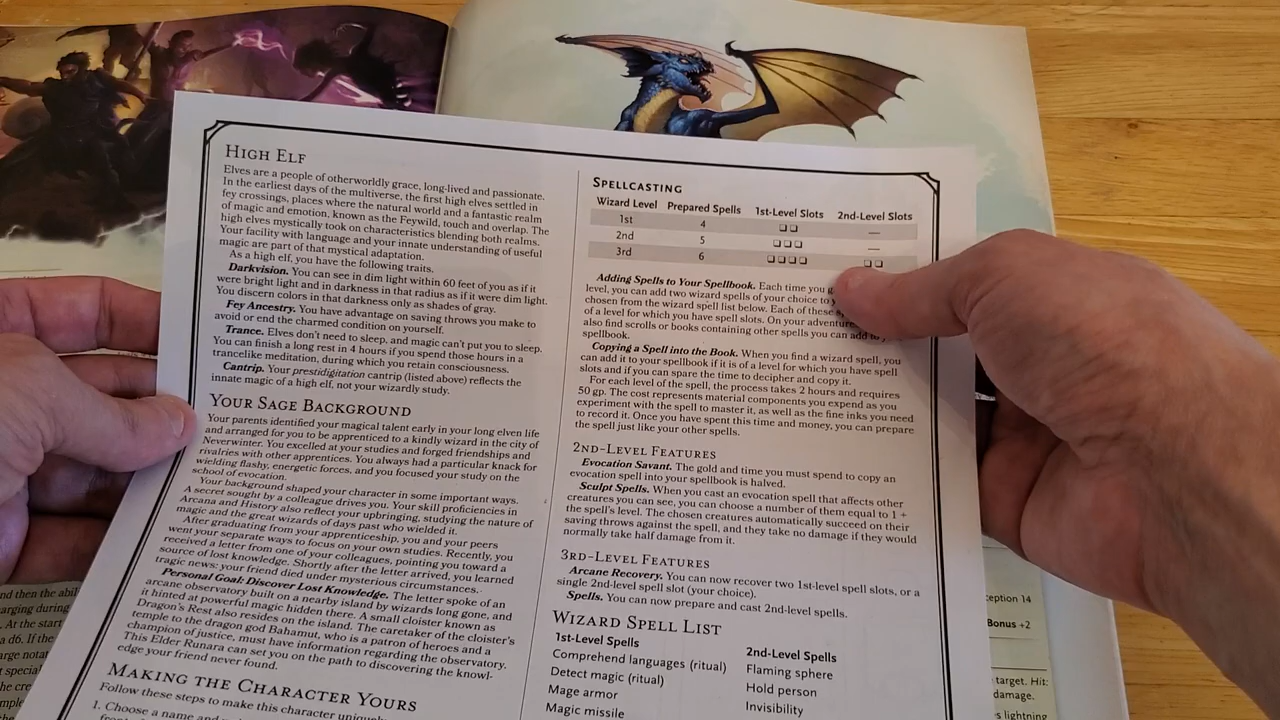 HIGH ELF
Elves are a people of otherworldly grace, long-lived and passionate.
In the earliest days of the multiverse, the first high elves settled in
fey crossings, places where the natural world and a fantastic realm
of magic and emotion, known as the Feywild, touch and overlap. The
high elves mystically took on characteristics blending both realms.
Your facility with language and your innate understanding of useful
magic are part of that mystical adaptation.
As a high elf, you have the following traits.
Darkvision. You can see in dim light within 60 feet of you as if it
were bright light and in darkness in that radius as if it were dim light.
You discern colors in that darkness only as shades of gray.
Fey Ancestry. You have advantage on saving throws you make to
avoid or end the charmed condition on yourself.
Trance. Elves don't need to sleep, and magic can't put you to sleep.
You can finish a long rest in 4 hours if you spend those hours in a
trancelike meditation, during which you retain consciousness.
Cantrip. Your prestidigitation cantrip (listed above) reflects the
innate magic of a high elf, not your wizardly study.
YOUR SAGE BACKGROUND
Your parents identified your magical talent early in your long elven life
and arranged for you to be apprenticed to a kindly wizard in the city of
Neverwinter. You excelled at your studies and forged friendships and
rivalries with other apprentices. You always had a particular knack for
wielding flashy, energetic forces, and you focused your study on the
school of evocation.
Your background shaped your character in some important ways.
A secret sought by a colleague drives you. Your skill proficiencies in
Arcana and History also reflect your upbringing, studying the nature of
magic and the great wizards of days past who wielded it.
After graduating from your apprenticeship, you and your peers
went your separate ways to focus on your own studies. Recently, you
received a letter from one of your colleagues, pointing you toward a
source of lost knowledge. Shortly after the letter arrived, you learned
tragic news: your friend died under mysterious circumstances.
Personal Goal: Discover Lost Knowledge. The letter spoke of an
arcane observatory built on a nearby island by wizards long gone, and
it hinted at powerful magic hidden there. A small cloister known as
Dragon's Rest also resides on the island. The caretaker of the cloister's
temple to the dragon god Bahamut, who is a patron of heroes and a
champion of justice, must have information regarding the observatory.
This Elder Runara can set you on the path to discovering the knowl-
edge your friend never found.
MAKING THE CHARACTER YOURS
Follow these steps to make this character uniquely
1. Choose a name and
SPELLCASTING
Wizard Level Prepared Spells 1st-Level Slots 2nd-Level Slots
1st 4 ❑❑ —
2nd 5 ❑❑❑ —
3rd 6 ❑❑❑❑ ❑❑
Adding Spells to Your Spellbook. Each time you g
level, you can add two wizard spells of your choice to y
chosen from the wizard spell list below. Each of these
of a level for which you have spell slots. On your adventure
also find scrolls or books containing other spells you can add to y
spellbook.
Copying a Spell into the Book. When you find a wizard spell, you
can add it to your spellbook if it is of a level for which you have spell
slots and if you can spare the time to decipher and copy it.
For each level of the spell, the process takes 2 hours and requires
50 gp. The cost represents material components you expend as you
experiment with the spell to master it, as well as the fine inks you need
to record it. Once you have spent this time and money, you can prepare
the spell just like your other spells.
2ND-LEVEL FEATURES
Evocation Savant. The gold and time you must spend to copy an
evocation spell into your spellbook is halved.
Sculpt Spells. When you cast an evocation spell that affects other
creatures you can see, you can choose a number of them equal to 1 +
the spell's level. The chosen creatures automatically succeed on their
saving throws against the spell, and they take no damage if they would
normally take half damage from it.
3RD-LEVEL FEATURES
Arcane Recovery. You can now recover two 1st-level spell slots, or a
single 2nd-level spell slot (your choice).
Spells. You can now prepare and cast 2nd-level spells.
WIZARD SPELL LIST
1st-Level Spells
Comprehend languages (ritual)
Detect magic (ritual)
Mage armor
Magic missile
2nd-Level Spells
Flaming sphere
Hold person
Invisibility
nd then the abil
arging during
At the start
a d6. If the
ception 14
Bonus +2
target. Hit:
damage.
s lightning